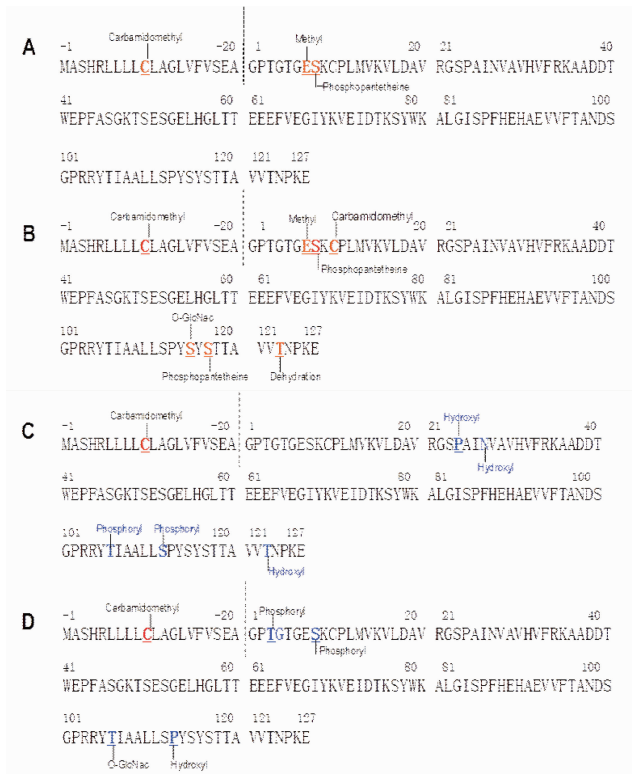 A
-1 -20 1 20 21 40
Carbamidomethyl Methyl
MASHRLLLLCLAGLVFVSEA GPTGTGESKCPLMVKVLDAV RGSPAINVAVHVFRKAADDT
Phosphopantetheine
41 60 61 80 81 100
WEPFASGKTSESGELHGLTT EEEFVEGIYKVEIDTKSYWK ALGISPFHEHAEVVFTANDS
101 120 121 127
GPRRYTIAALLSPYSYSTTA VVTNPKE
B
-1 -20 1 20 21 40
Carbamidomethyl Methyl Carbamidomethyl
MASHRLLLLCLAGLVFVSEA GPTGTGESKCPLMVKVLDAV RGSPAINVAVHVFRKAADDT
Phosphopantetheine
41 60 61 80 81 100
WEPFASGKTSESGELHGLTT EEEFVEGIYKVEIDTKSYWK ALGISPFHEHAEVVFTANDS
O-GlcNac
101 120 121 127
GPRRYTIAALLSPYSYSTTA VVTNPKE
Phosphopantetheine Dehydration
C
Hydroxyl
-1 -20 1 20 21 40
Carbamidomethyl
MASHRLLLLCLAGLVFVSEA GPTGTGESKCPLMVKVLDAV RGSPAINVAVHVFRKAADDT
Hydroxyl
41 60 61 80 81 100
WEPFASGKTSESGELHGLTT EEEFVEGIYKVEIDTKSYWK ALGISPFHEHAEVVFTANDS
101 120 121 127
Phosphoryl Phosphoryl
GPRRYTIAALLSPYSYSTTA VVTNPKE
Hydroxyl
D
Carbamidomethyl Phosphoryl
-1 -20 1 20 21 40
MASHRLLLLCLAGLVFVSEA GPTGTGESKCPLMVKVLDAV RGSPAINVAVHVFRKAADDT
Phosphoryl
41 60 61 80 81 100
WEPFASGKTSESGELHGLTT EEEFVEGIYKVEIDTKSYWK ALGISPFHEHAEVVFTANDS
101 120 121 127
GPRRYTIAALLSPYSYSTTA VVTNPKE
O-GlcNac Hydroxyl